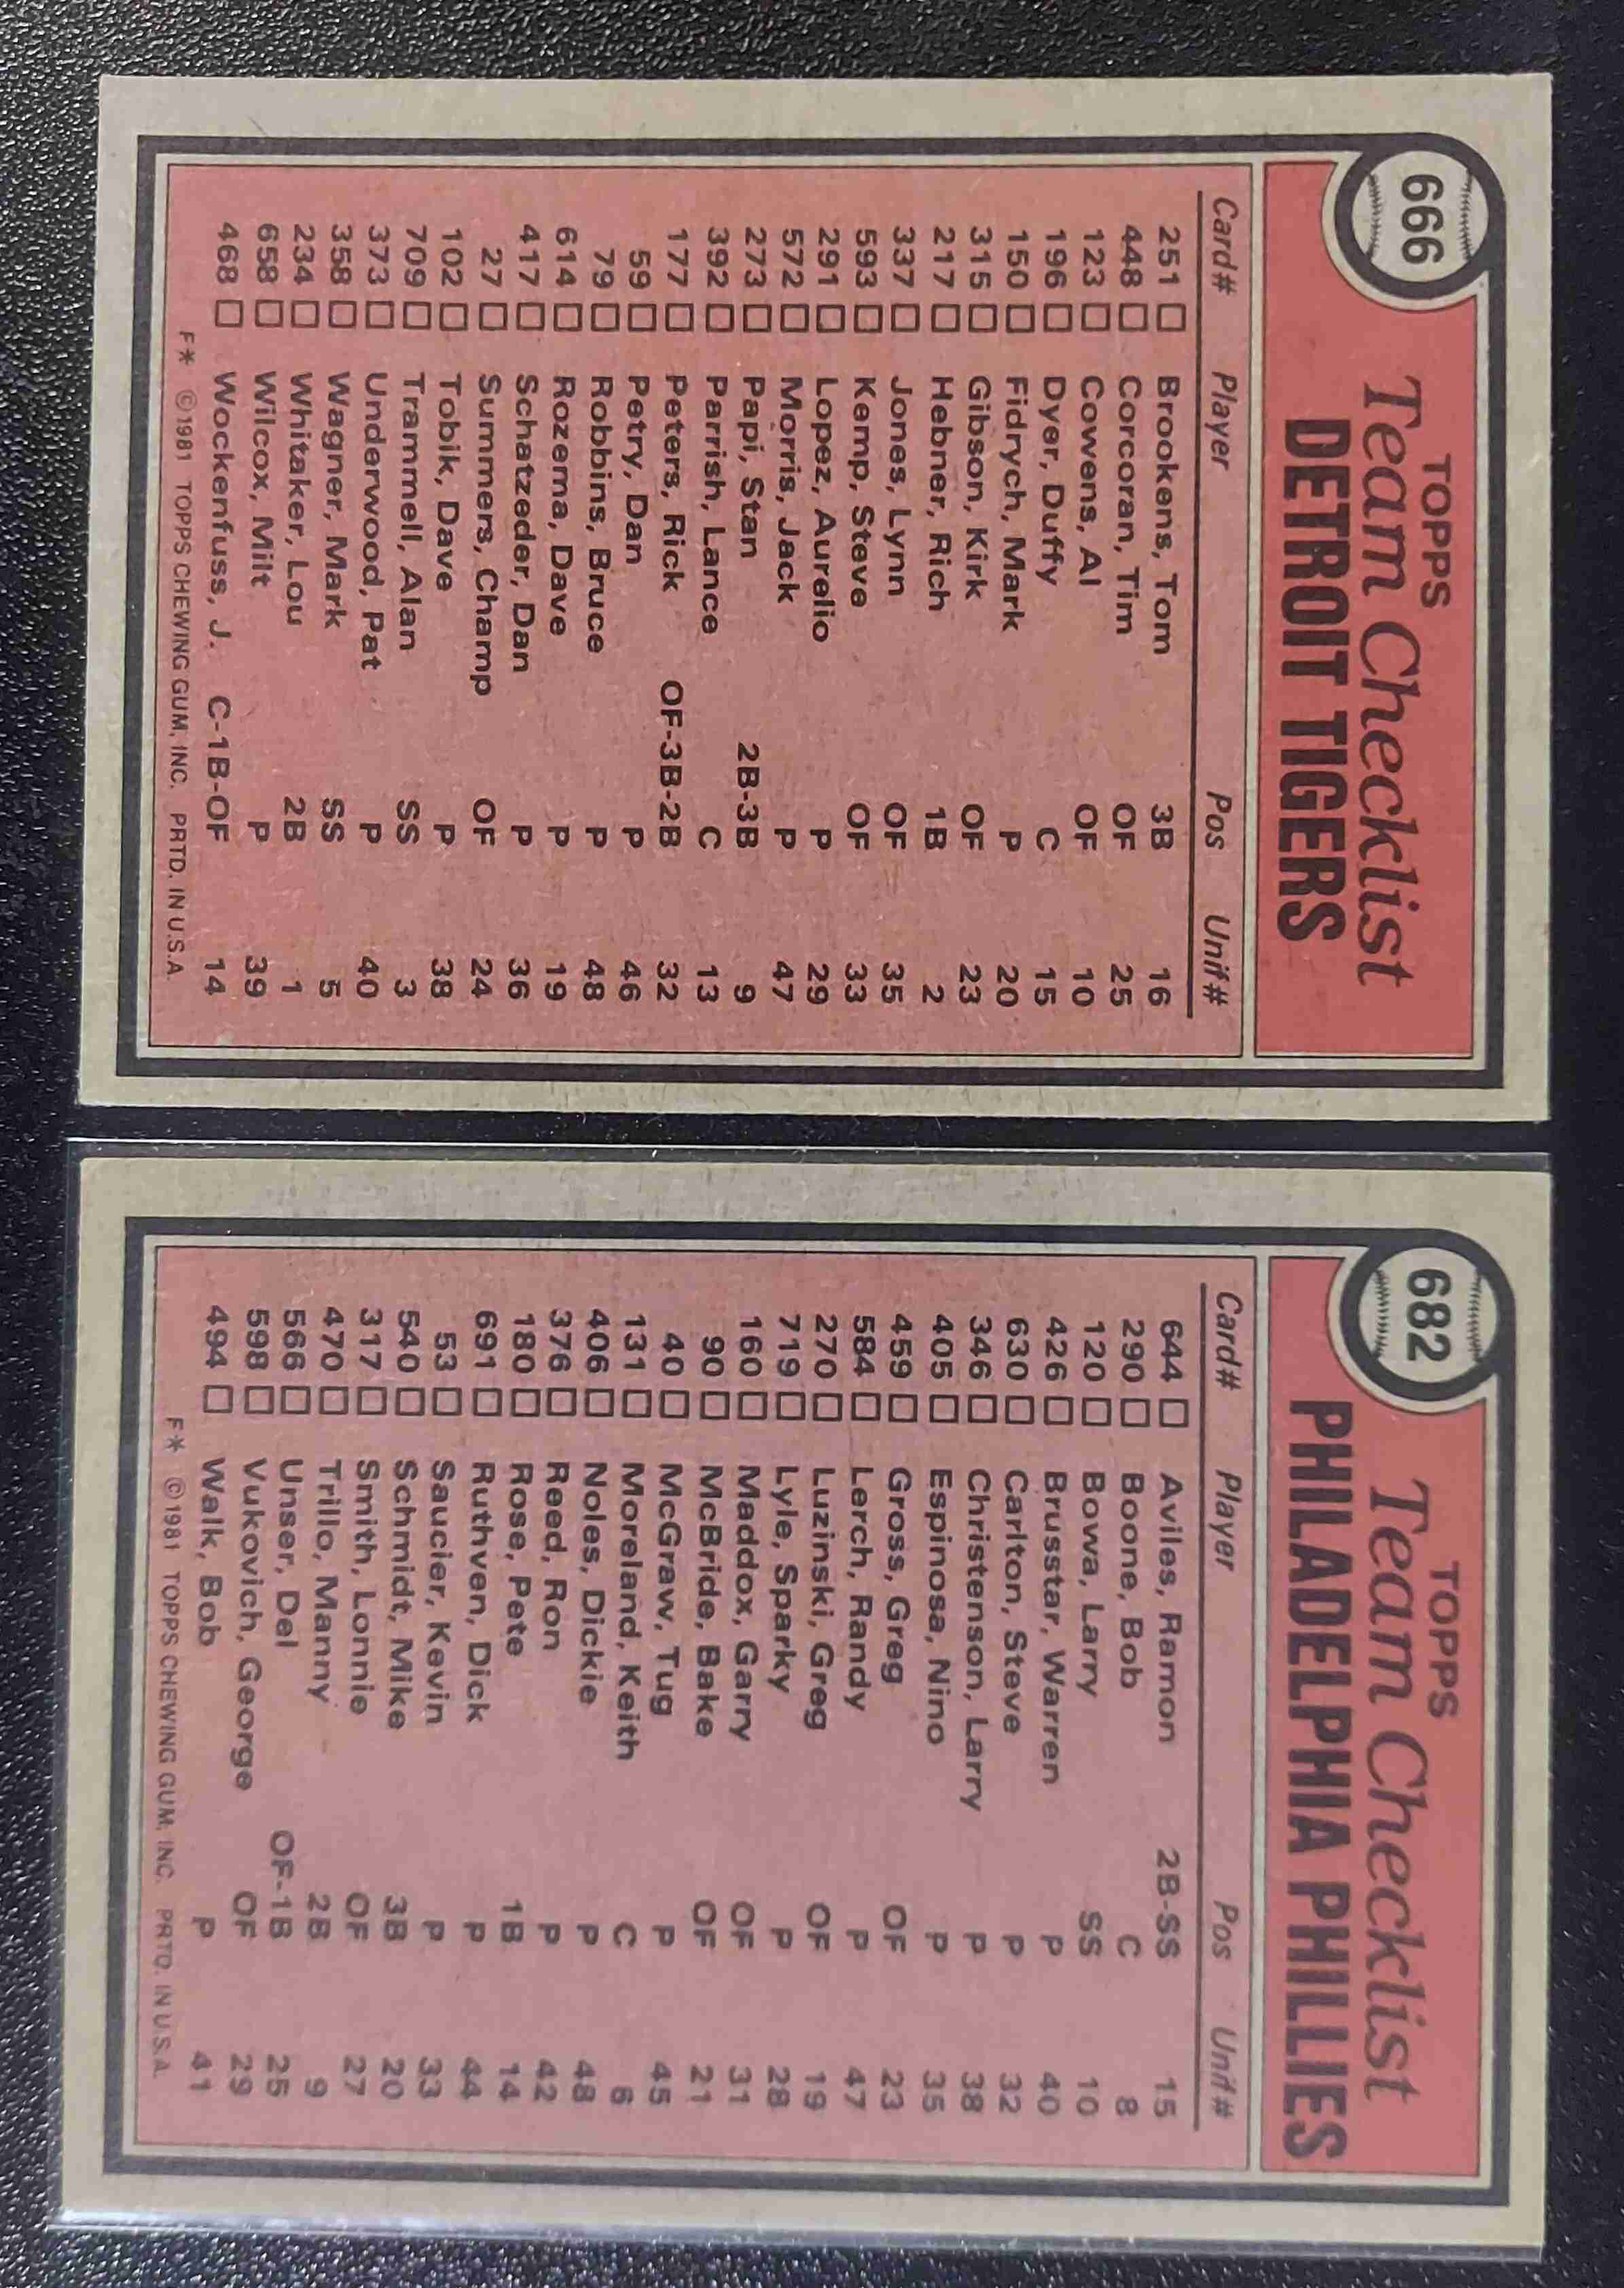 666
TOPPS
Team Checklist
DETROIT TIGERS
Card# Player Pos Unif#
251 Brookens, Tom 3B 16
448 Corcoran, Tim OF 25
123 Cowens, Al OF 10
196 Dyer, Duffy C 15
150 Fidrych, Mark P 20
315 Gibson, Kirk OF 23
217 Hebner, Rich 1B 2
337 Jones, Lynn OF 35
593 Kemp, Steve OF 33
291 Lopez, Aurelio P 29
572 Morris, Jack P 47
273 Papi, Stan 2B-3B 9
392 Parrish, Lance C 13
177 Peters, Rick OF-3B-2B 32
59 Petry, Dan P 46
79 Robbins, Bruce P 48
614 Rozema, Dave P 19
417 Schatzeder, Dan P 36
27 Summers, Champ OF 24
102 Tobik, Dave P 38
709 Trammell, Alan SS 3
373 Underwood, Pat P 40
358 Wagner, Mark SS 5
234 Whitaker, Lou 2B 1
658 Wilcox, Milt P 39
468 Wockenfuss, J. C-1B-OF 14
F* ©1981 TOPPS CHEWING GUM, INC. PRTD. IN U.S.A.
682
TOPPS
Team Checklist
PHILADELPHIA PHILLIES
Card# Player Pos Unif#
644 Aviles, Ramon 2B-SS 15
290 Boone, Bob C 8
120 Bowa, Larry SS 10
426 Brusstar, Warren P 40
630 Carlton, Steve P 32
346 Christenson, Larry P 38
405 Espinosa, Nino P 35
459 Gross, Greg OF 23
584 Lerch, Randy P 47
270 Luzinski, Greg OF 19
719 Lyle, Sparky P 28
160 Maddox, Garry OF 31
90 McBride, Bake OF 21
40 McGraw, Tug P 45
131 Moreland, Keith C 6
406 Noles, Dickie P 48
376 Reed, Ron P 42
180 Rose, Pete 1B 14
691 Ruthven, Dick P 44
53 Saucier, Kevin P 33
540 Schmidt, Mike 3B 20
317 Smith, Lonnie OF 27
470 Trillo, Manny 2B 9
566 Unser, Del OF-1B 25
598 Vukovich, George OF 29
494 Walk, Bob P 41
F* ©1981 TOPPS CHEWING GUM, INC. PRTD. IN U.S.A.